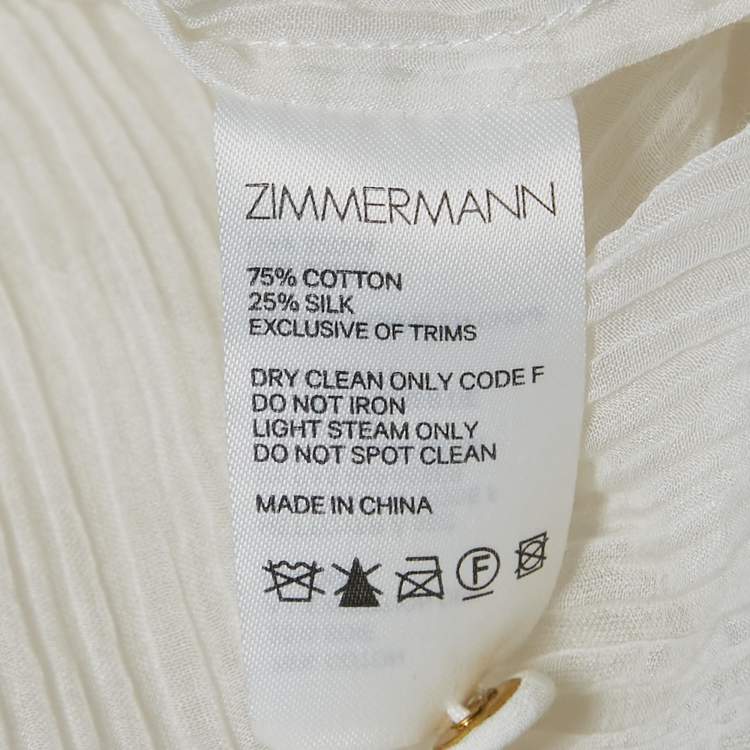 ZIMMERMANN
75% COTTON
25% SILK
EXCLUSIVE OF TRIMS
DRY CLEAN ONLY CODE F
DO NOT IRON
LIGHT STEAM ONLY
DO NOT SPOT CLEAN
MADE IN CHINA
F